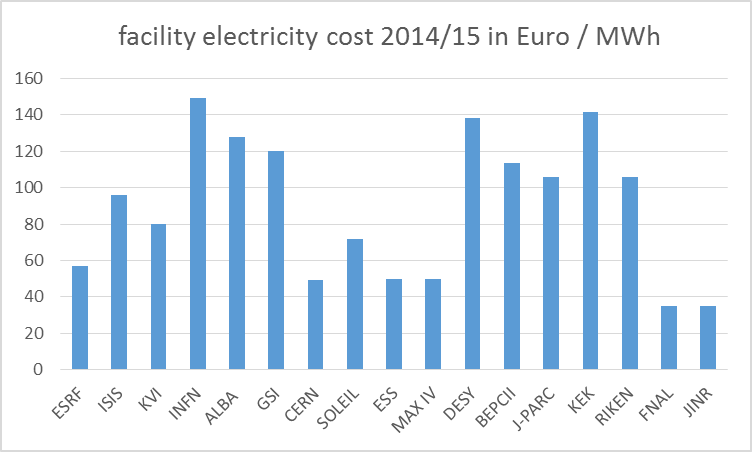 facility electricity cost 2014/15 in Euro / MWh
160
140
120
100
80
60
40
20
0
ESRF
ISIS
KVI
INFN
ALBA
GSI
CERN
SOLEIL
ESS
MAX IV
DESY
BEPCII
J-PARC
KEK
RIKEN
FNAL
JINR